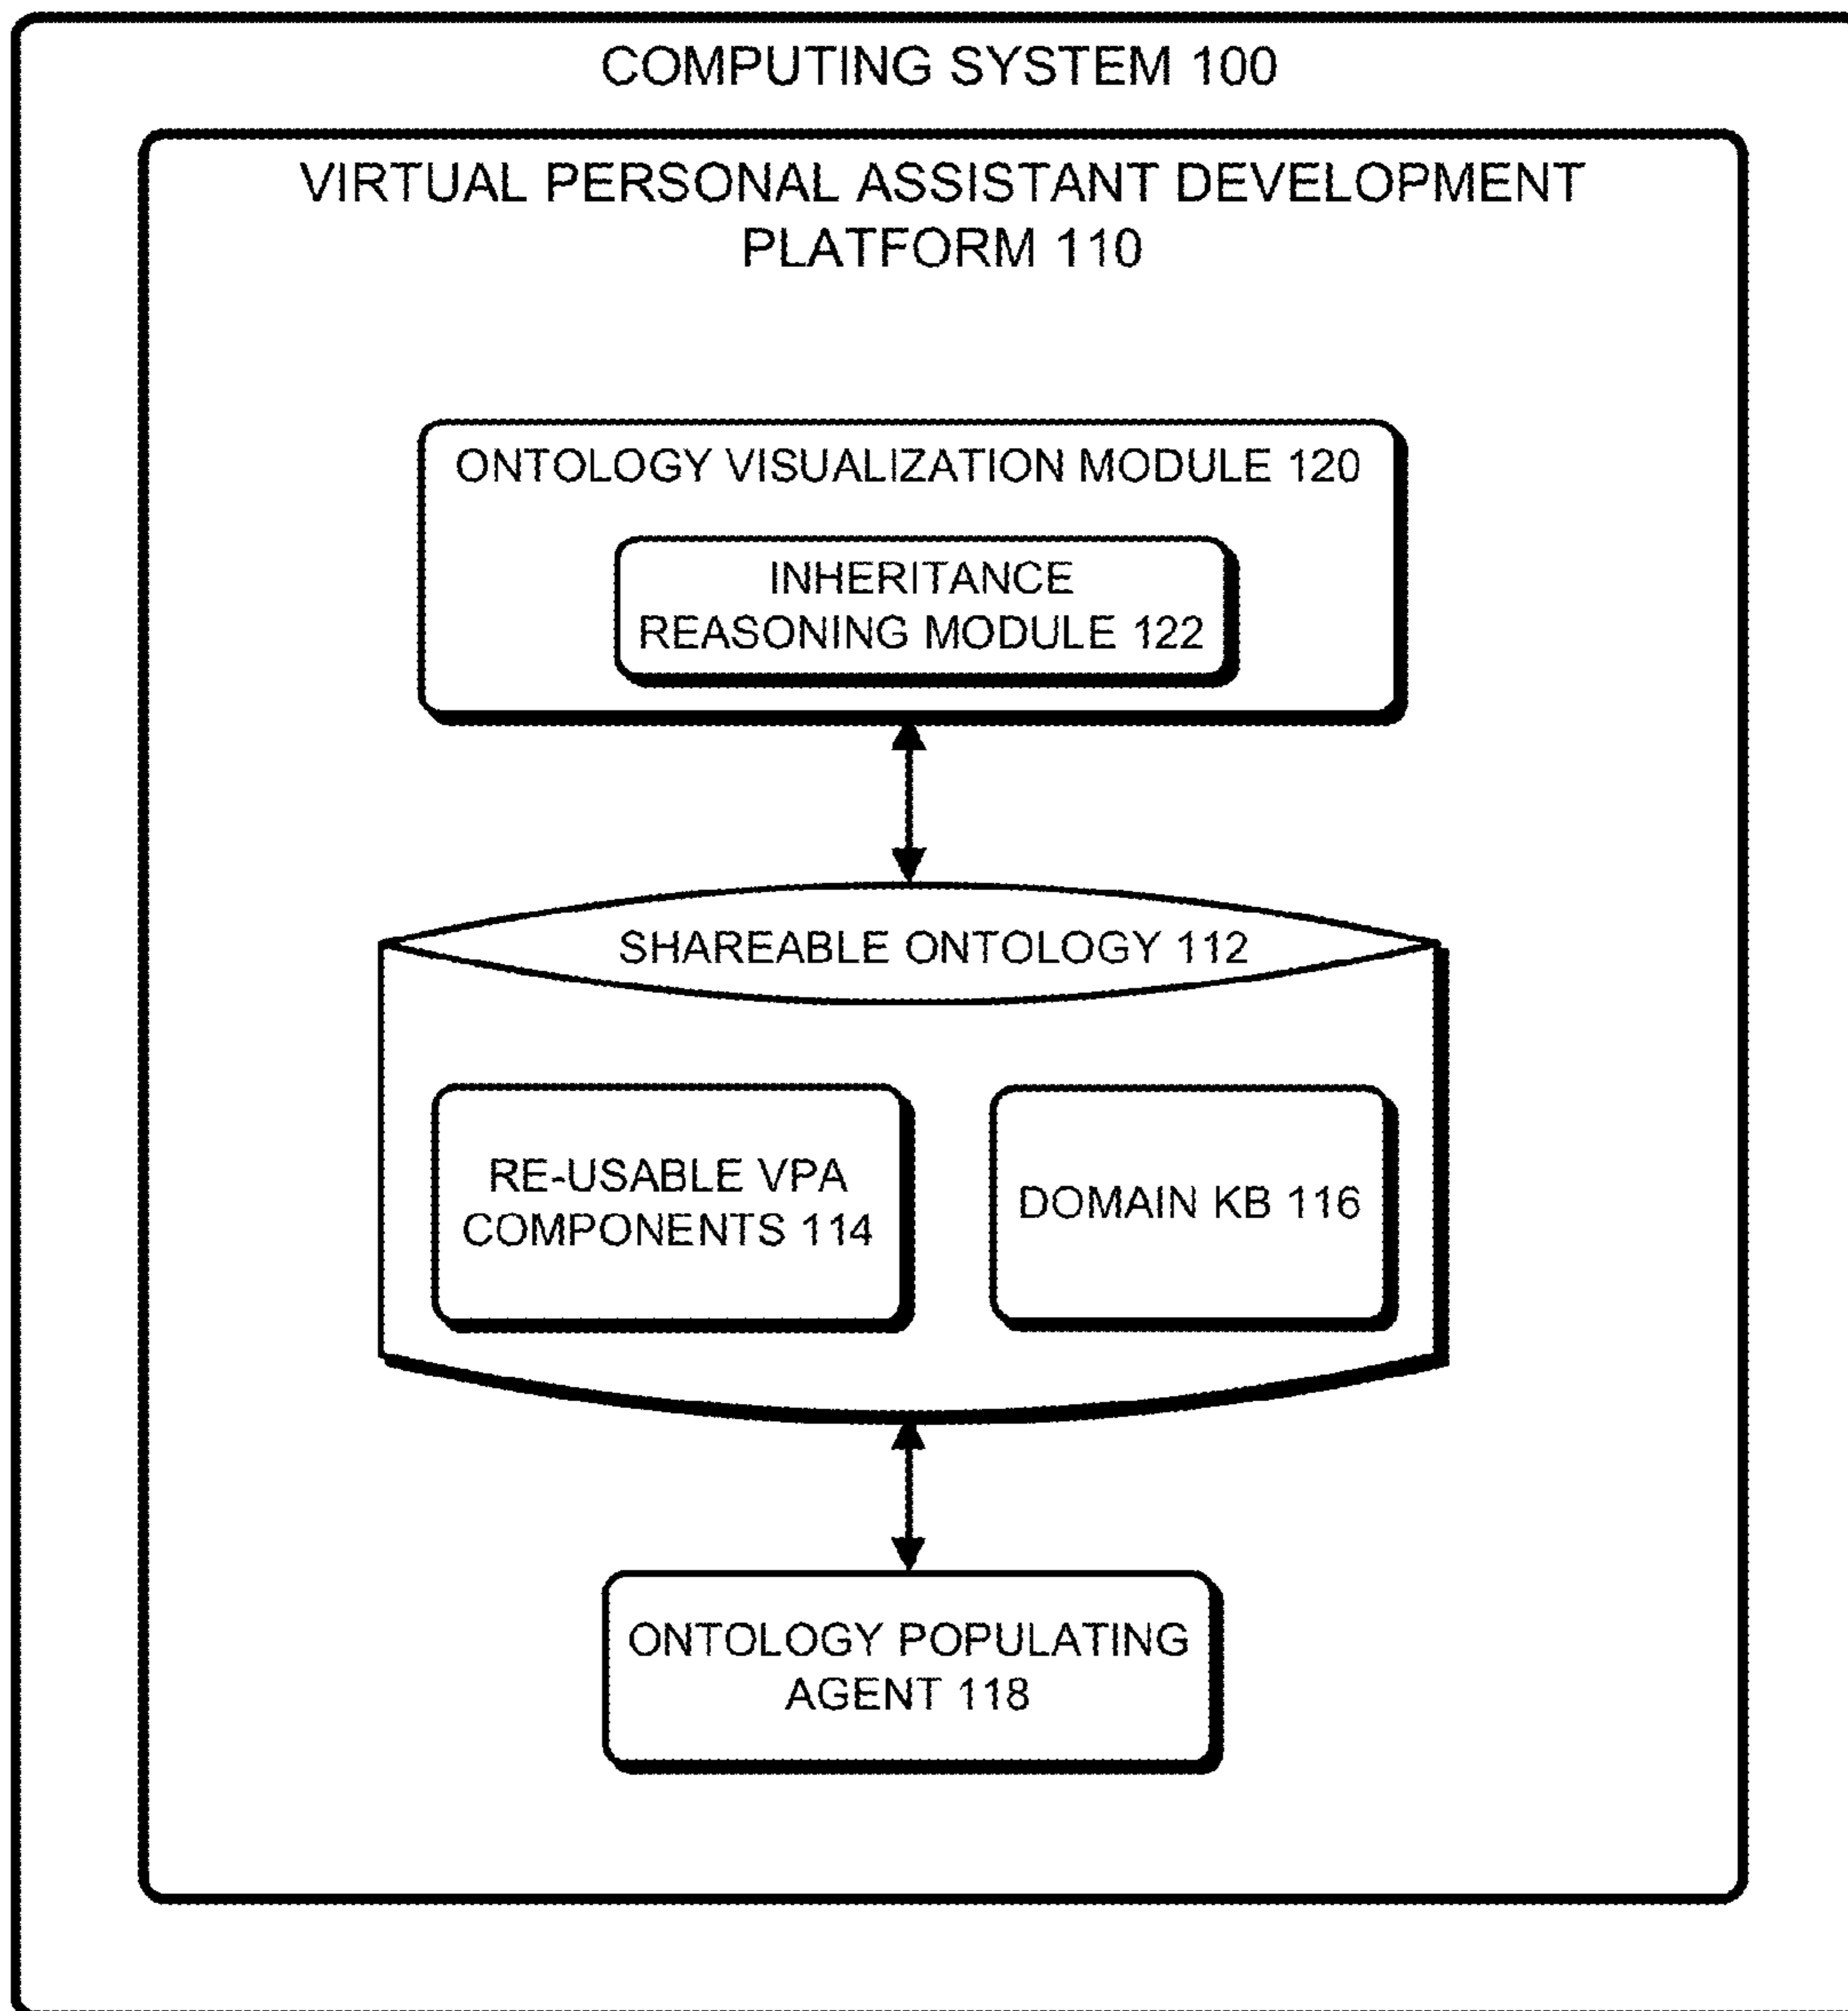 COMPUTING SYSTEM 100
VIRTUAL PERSONAL ASSISTANT DEVELOPMENT
PLATFORM 110
ONTOLOGY VISUALIZATION MODULE 120
INHERITANCE
REASONING MODULE 122
SHAREABLE ONTOLOGY 112
RE-USABLE VPA
COMPONENTS 114
DOMAIN KB 116
ONTOLOGY POPULATING
AGENT 118